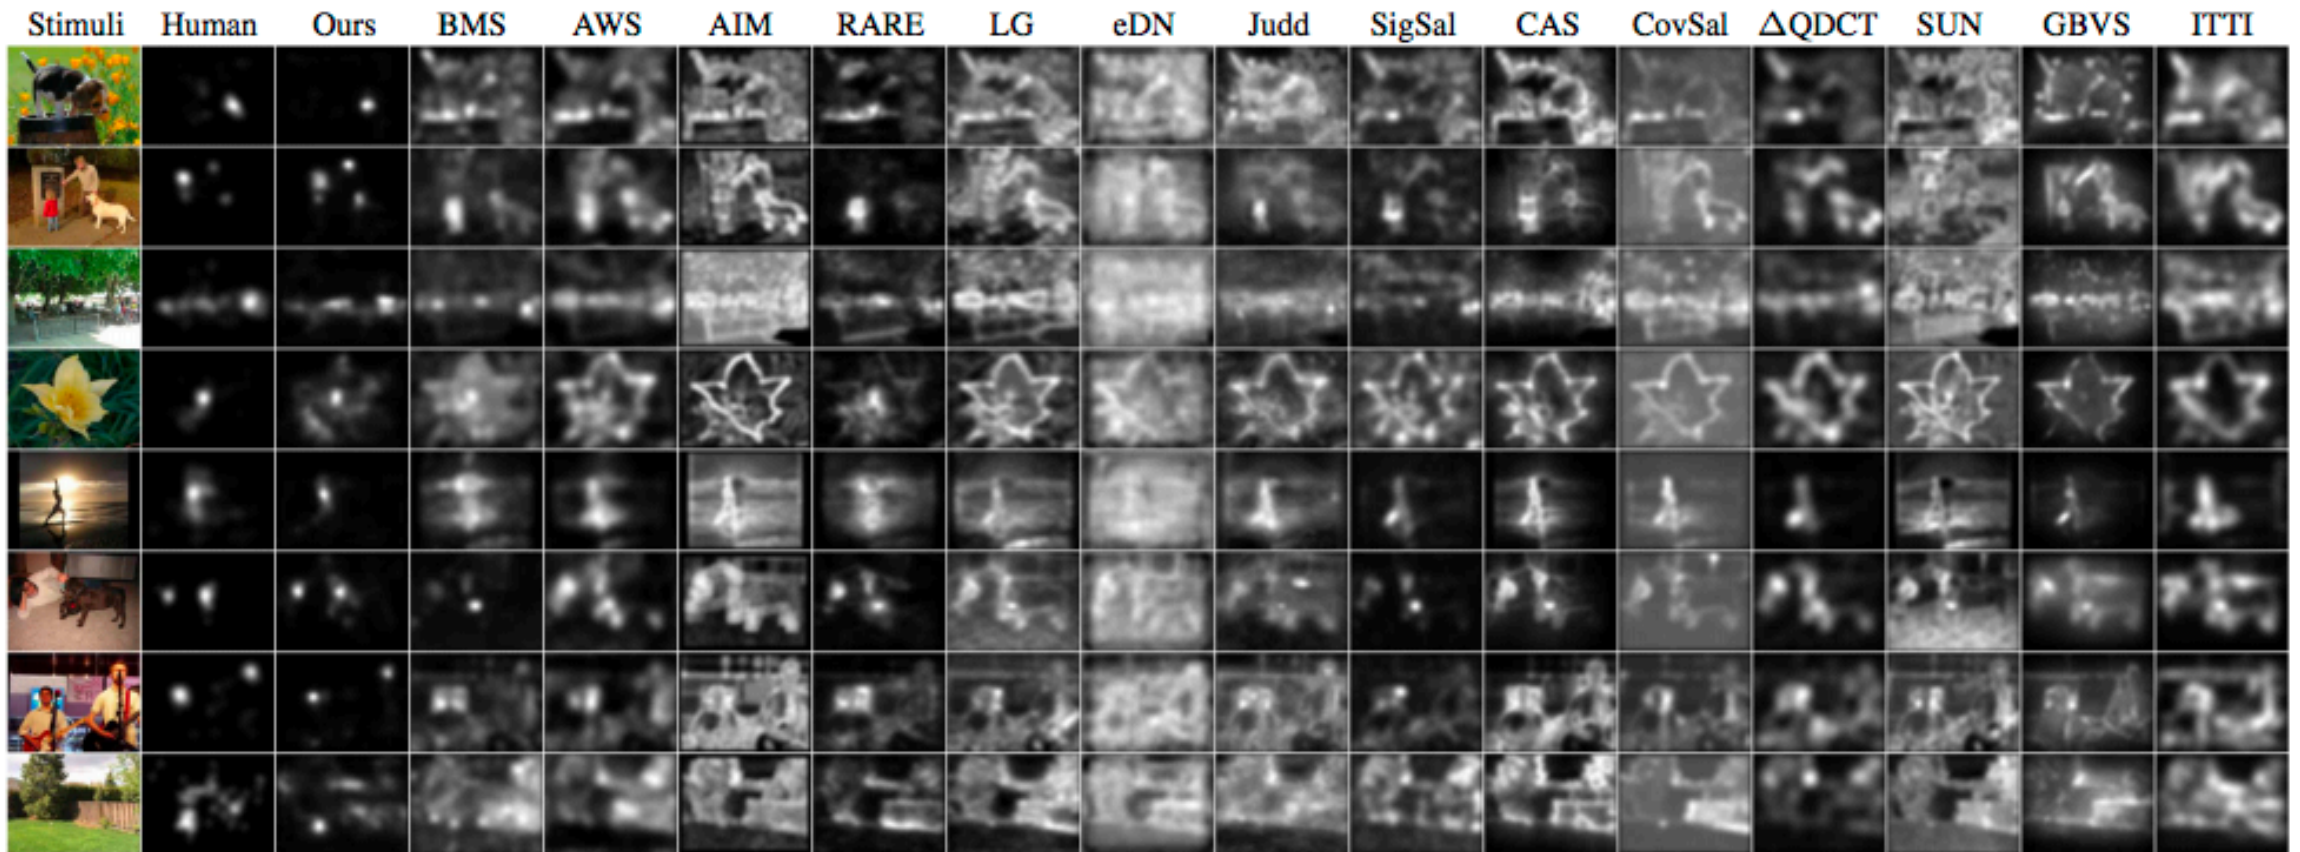 Stimuli Human Ours BMS AWS AIM RARE LG eDN Judd SigSal CAS CovSal ΔQDCT SUN GBVS ITTI